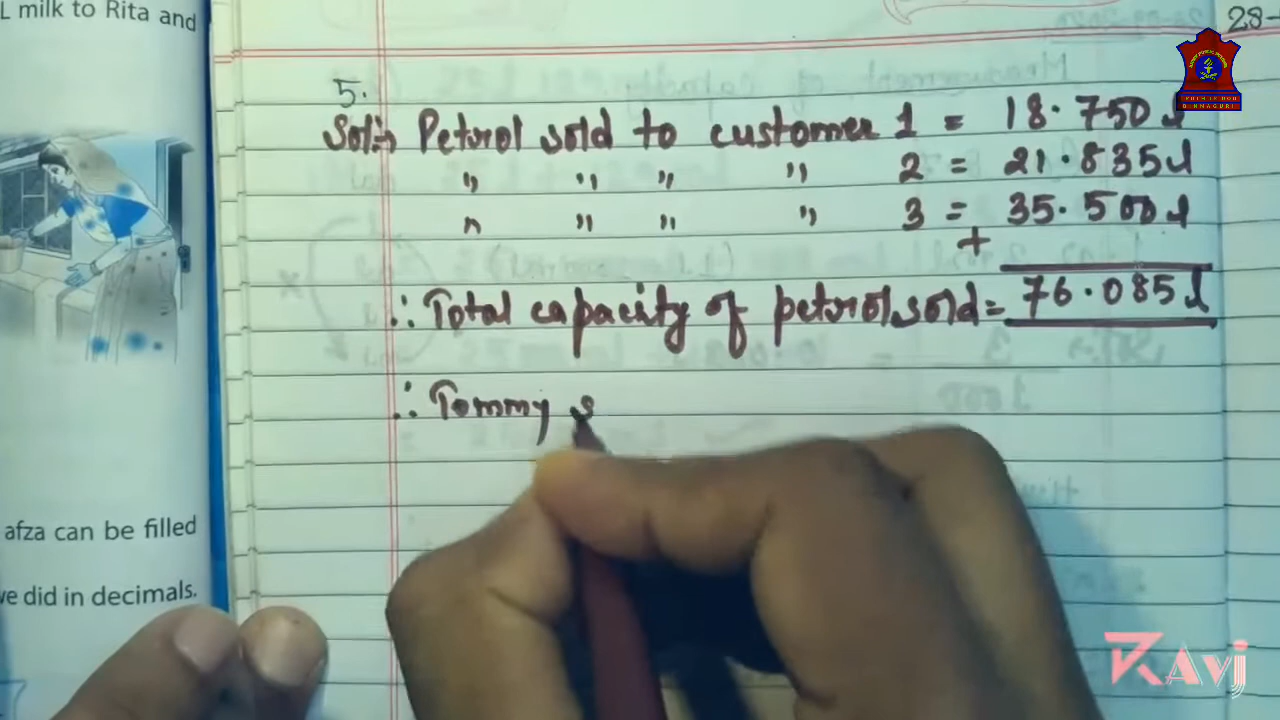 L milk to Rita and
afza can be filled
we did in decimals.
28-
5.
Sol:n Petrol sold to customer 1 = 18.750 l
" " " " 2 = 21.835 l
" " " " 3 = 35.500 l
+
∴ Total capacity of petrol sold = 76.085 l
∴ Tommy s
RAvj